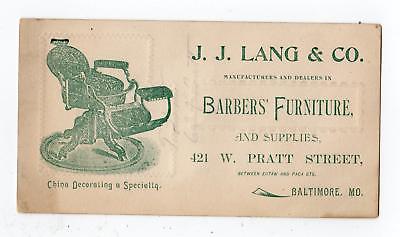 J. J. LANG & CO.
MANUFACTURERS AND DEALERS IN
BARBERS' FURNITURE,
AND SUPPLIES,
421 W. PRATT STREET,
BETWEEN EUTAW AND PACA STS.
BALTIMORE, MD.
China Decorating a Specialty.